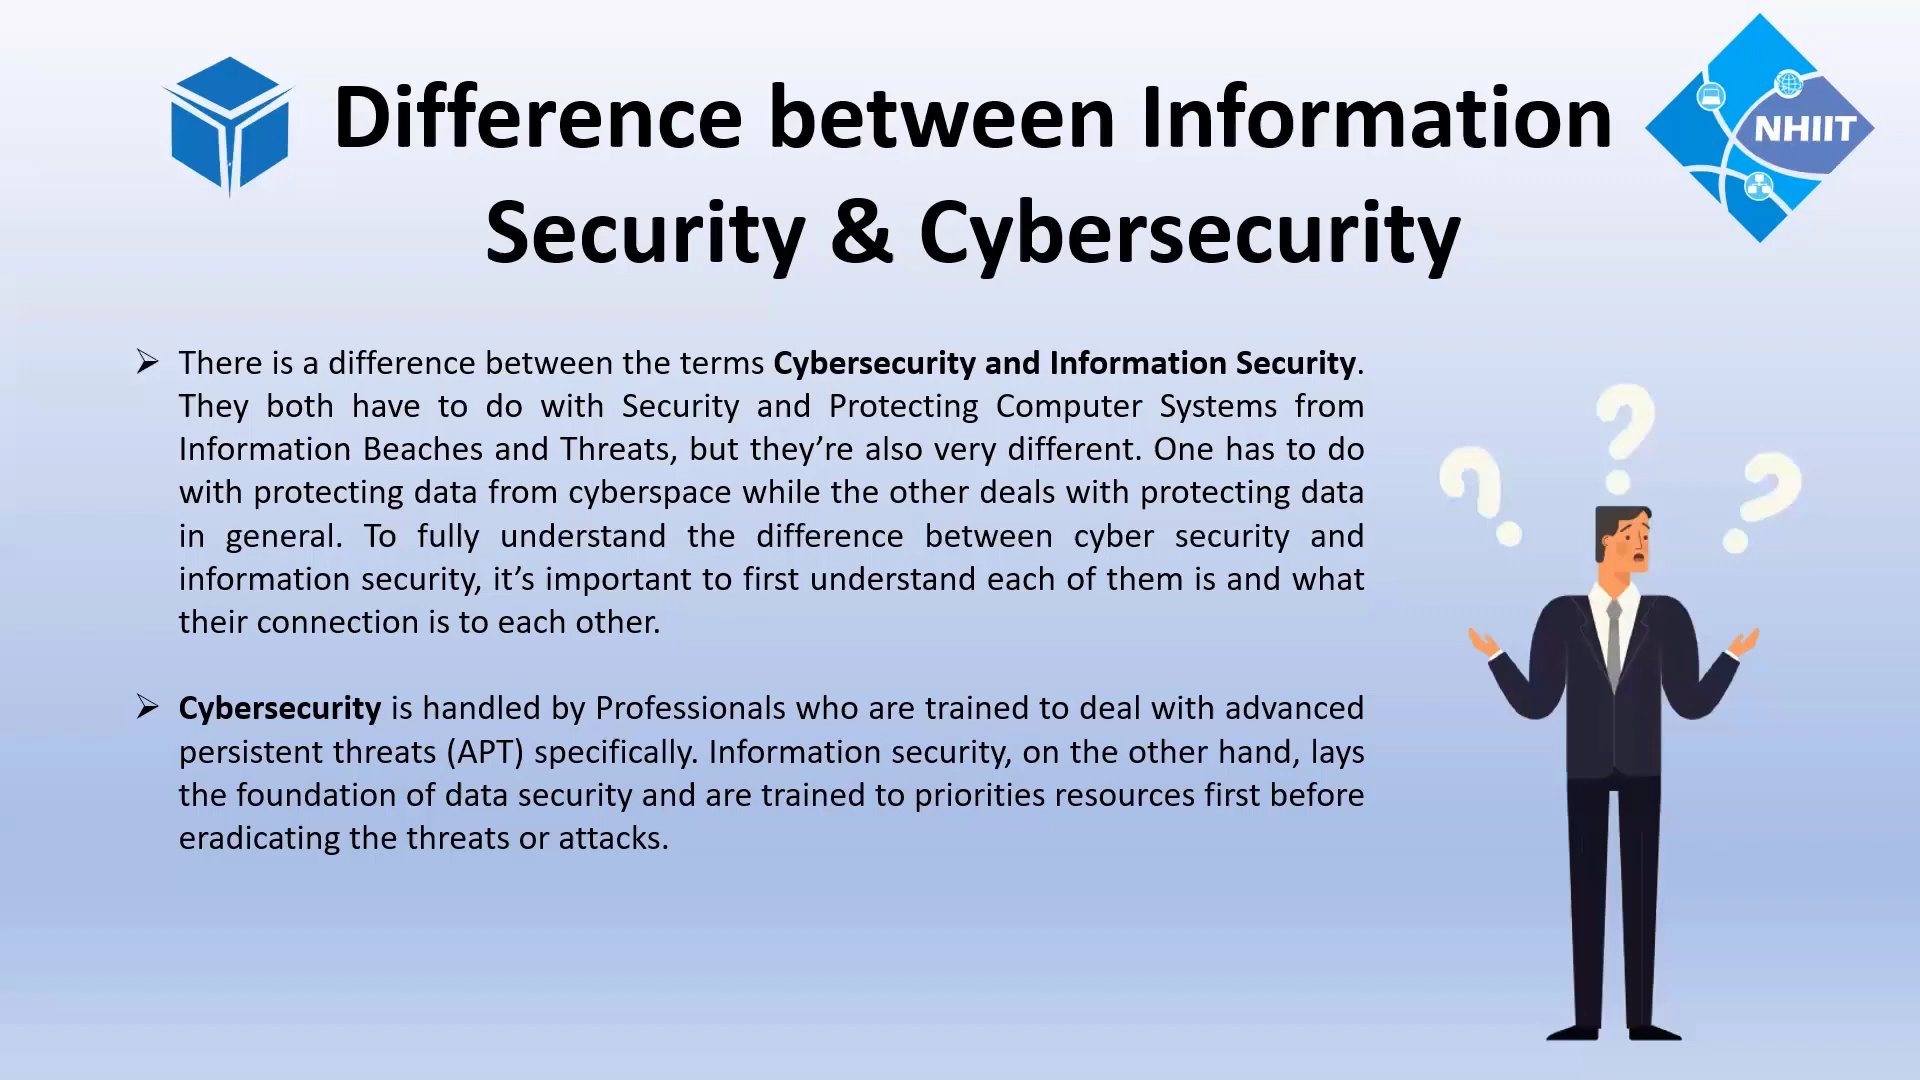 Difference between Information
Security & Cybersecurity
NHIIT
There is a difference between the terms Cybersecurity and Information Security.
They both have to do with Security and Protecting Computer Systems from
Information Beaches and Threats, but they’re also very different. One has to do
with protecting data from cyberspace while the other deals with protecting data
in general. To fully understand the difference between cyber security and
information security, it’s important to first understand each of them is and what
their connection is to each other.
Cybersecurity is handled by Professionals who are trained to deal with advanced
persistent threats (APT) specifically. Information security, on the other hand, lays
the foundation of data security and are trained to priorities resources first before
eradicating the threats or attacks.
? ? ?